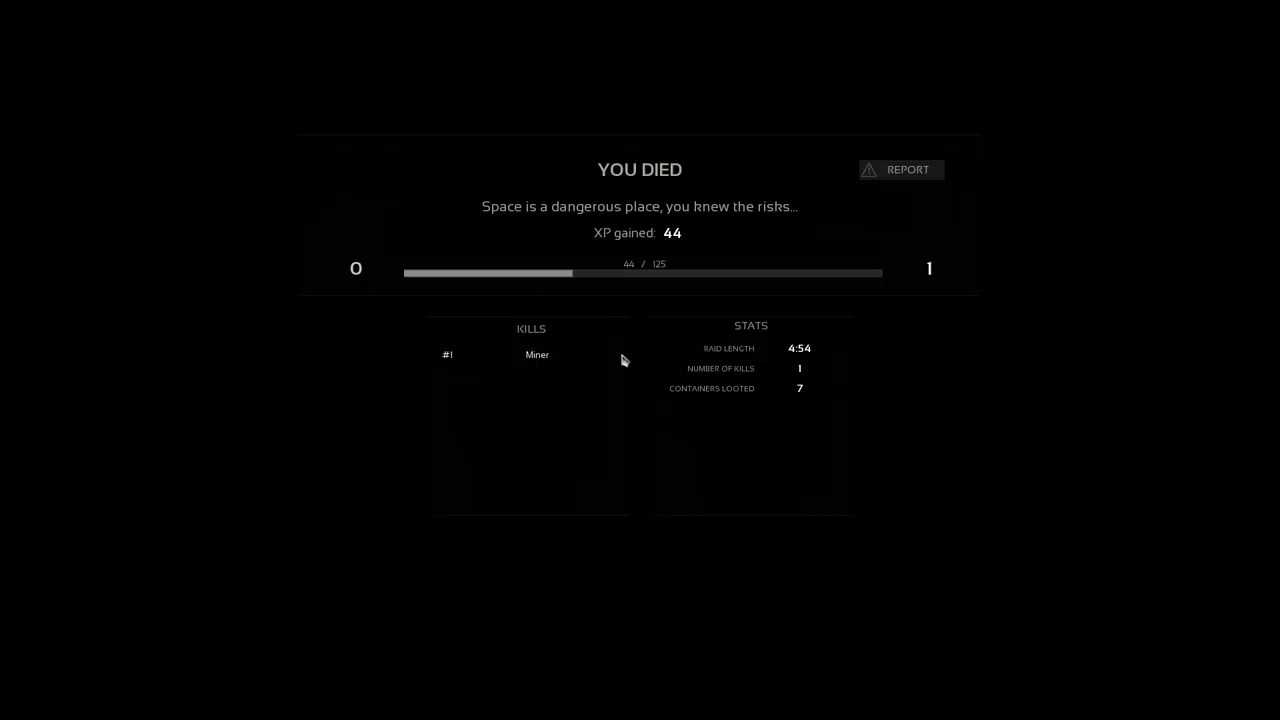 YOU DIED
REPORT
Space is a dangerous place, you knew the risks...
XP gained: 44
44 / 125
0
1
KILLS
#1 Miner
STATS
RAID LENGTH 4:54
NUMBER OF KILLS 1
CONTAINERS LOOTED 7